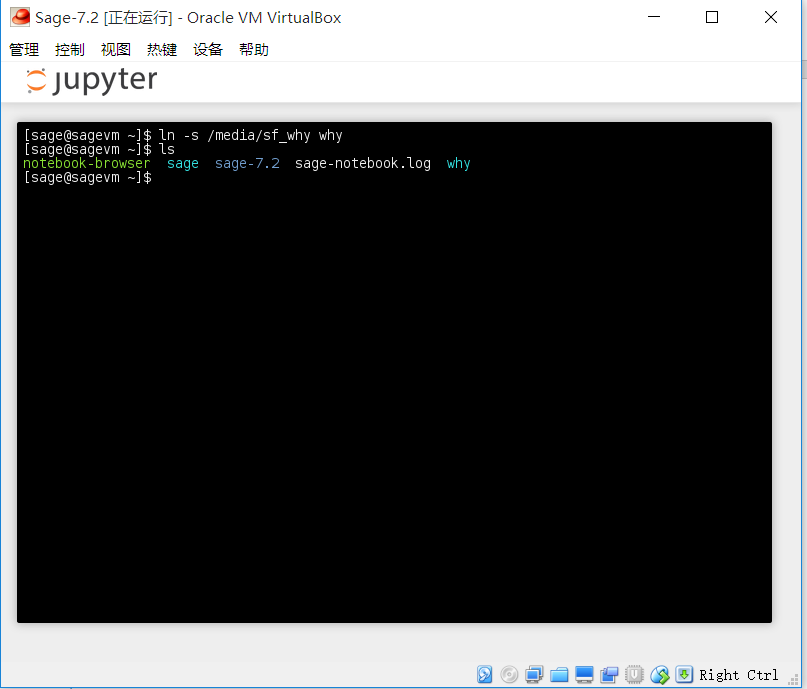 Sage-7.2 [正在运行] - Oracle VM VirtualBox
管理 控制 视图 热键 设备 帮助
jupyter
[sage@sagevm ~]$ ln -s /media/sf_why why
[sage@sagevm ~]$ ls
notebook-browser sage sage-7.2 sage-notebook.log why
[sage@sagevm ~]$
Right Ctrl